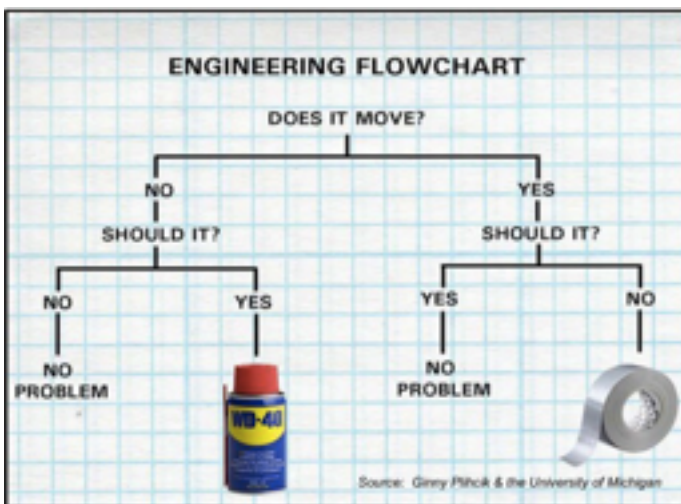 ENGINEERING FLOWCHART
DOES IT MOVE?
NO
YES
SHOULD IT?
SHOULD IT?
NO
YES
YES
NO
NO
PROBLEM
WD-40
NO
PROBLEM
Source: Ginny & the University of Michigan